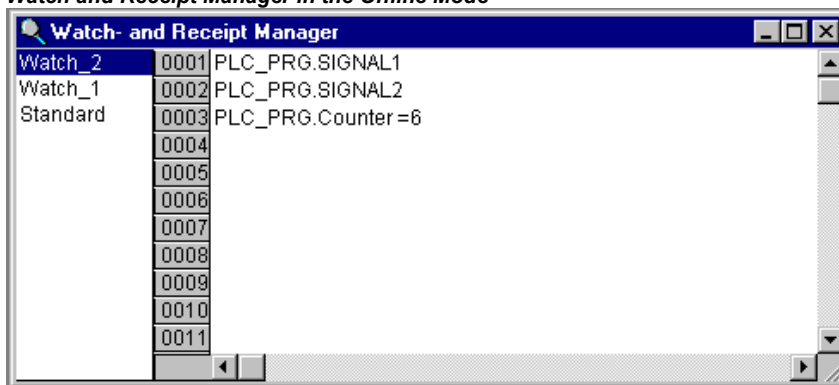 Watch and Receipt Manager in the Online Mode
Watch- and Receipt Manager
Watch_2
Watch_1
Standard
0001 PLC_PRG.SIGNAL1
0002 PLC_PRG.SIGNAL2
0003 PLC_PRG.Counter =6
0004
0005
0006
0007
0008
0009
0010
0011